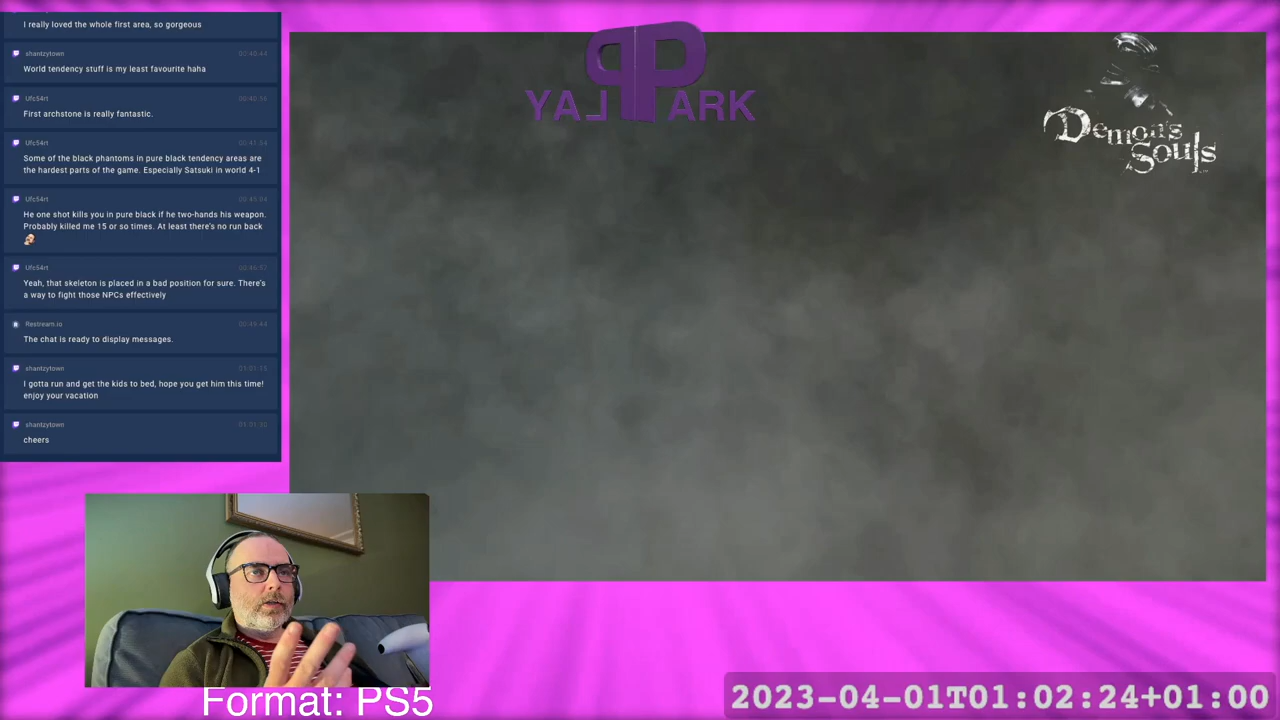 I really loved the whole first area, so gorgeous
shantzytown 00:40:44
World tendency stuff is my least favourite haha
Ufc54rt
First archstone is really fantastic.
Ufc54rt
Some of the black phantoms in pure black tendency areas are
the hardest parts of the game. Especially Satsuki in world 4-1
Ufc54rt
He one shot kills you in pure black if he two-hands his weapon.
Probably killed me 15 or so times. At least there's no run back
Ufc54rt
Yeah, that skeleton is placed in a bad position for sure. There's
a way to fight those NPCs effectively
Restream.io
The chat is ready to display messages.
shantzytown
I gotta run and get the kids to bed, hope you get him this time!
enjoy your vacation
shantzytown
cheers
YALPPARK
Demon's
Souls
Format: PS5
2023-04-01T01:02:24+01:00